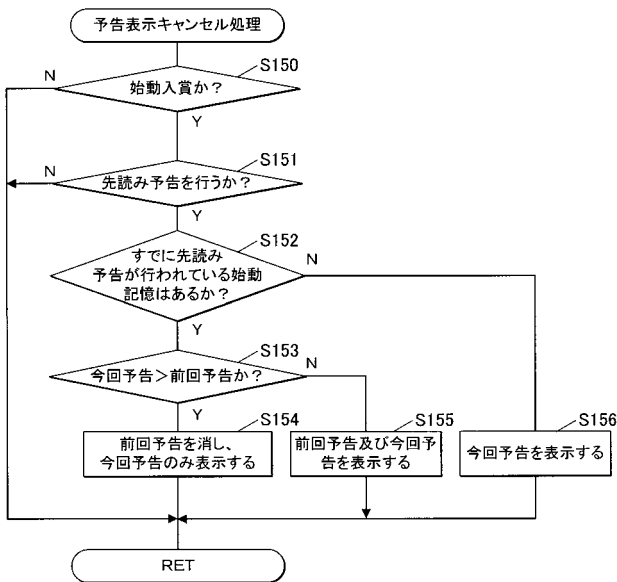 予告表示キャンセル処理
S150
N
始動入賞か？
Y
S151
N
先読み予告を行うか？
Y
S152
すでに先読み
予告が行われている始動
記憶はあるか？
N
Y
S153
今回予告＞前回予告か？
N
Y
S154
前回予告を消し、
今回予告のみ表示する
S155
前回予告及び今回予
告を表示する
S156
今回予告を表示する
RET